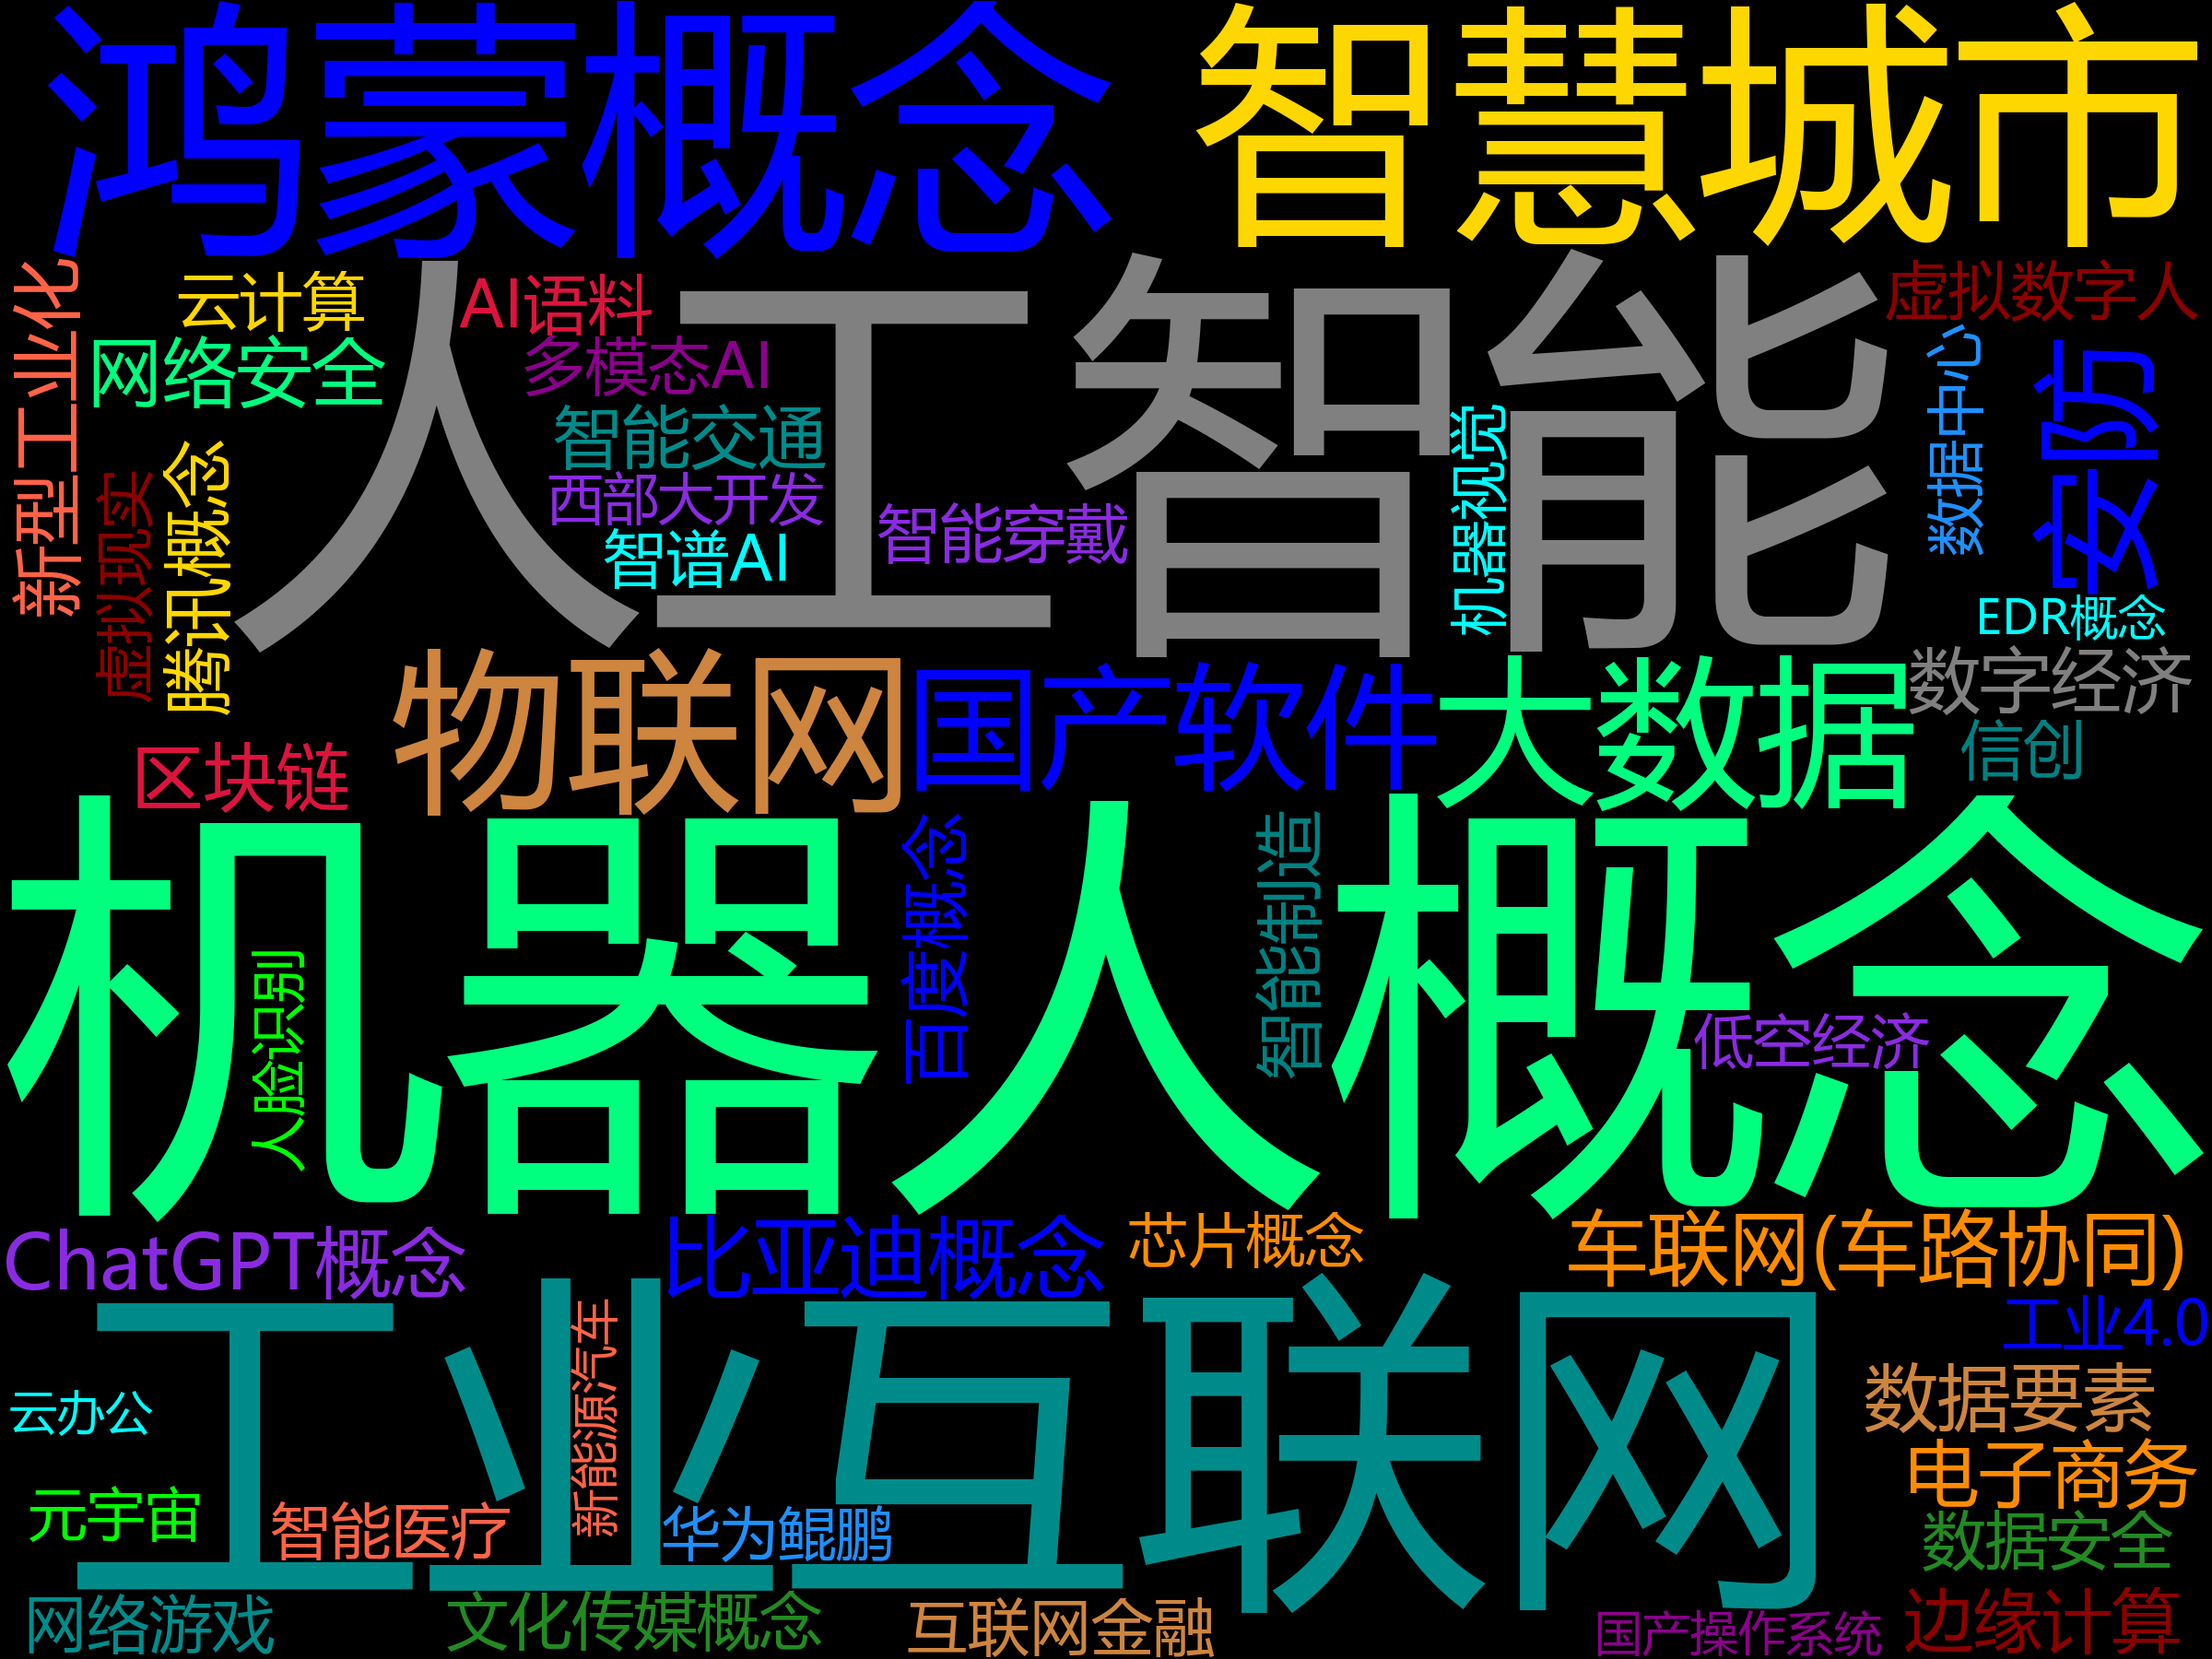 鸿蒙概念
智慧城市
人工智能
云计算
AI语料
虚拟数字人
网络安全
多模态AI
新型工业化
虚拟现实
腾讯概念
智能交通
西部大开发
智谱AI
智能穿戴
机器视觉
数据中心
安防
EDR概念
物联网
国产软件
大数据
数字经济
信创
区块链
机器人概念
人脸识别
百度概念
智能制造
低空经济
ChatGPT概念
比亚迪概念
芯片概念
车联网(车路协同)
工业互联网
新能源汽车
工业4.0
云办公
数据要素
电子商务
元宇宙
智能医疗
华为鲲鹏
数据安全
网络游戏
文化传媒概念
互联网金融
国产操作系统
边缘计算